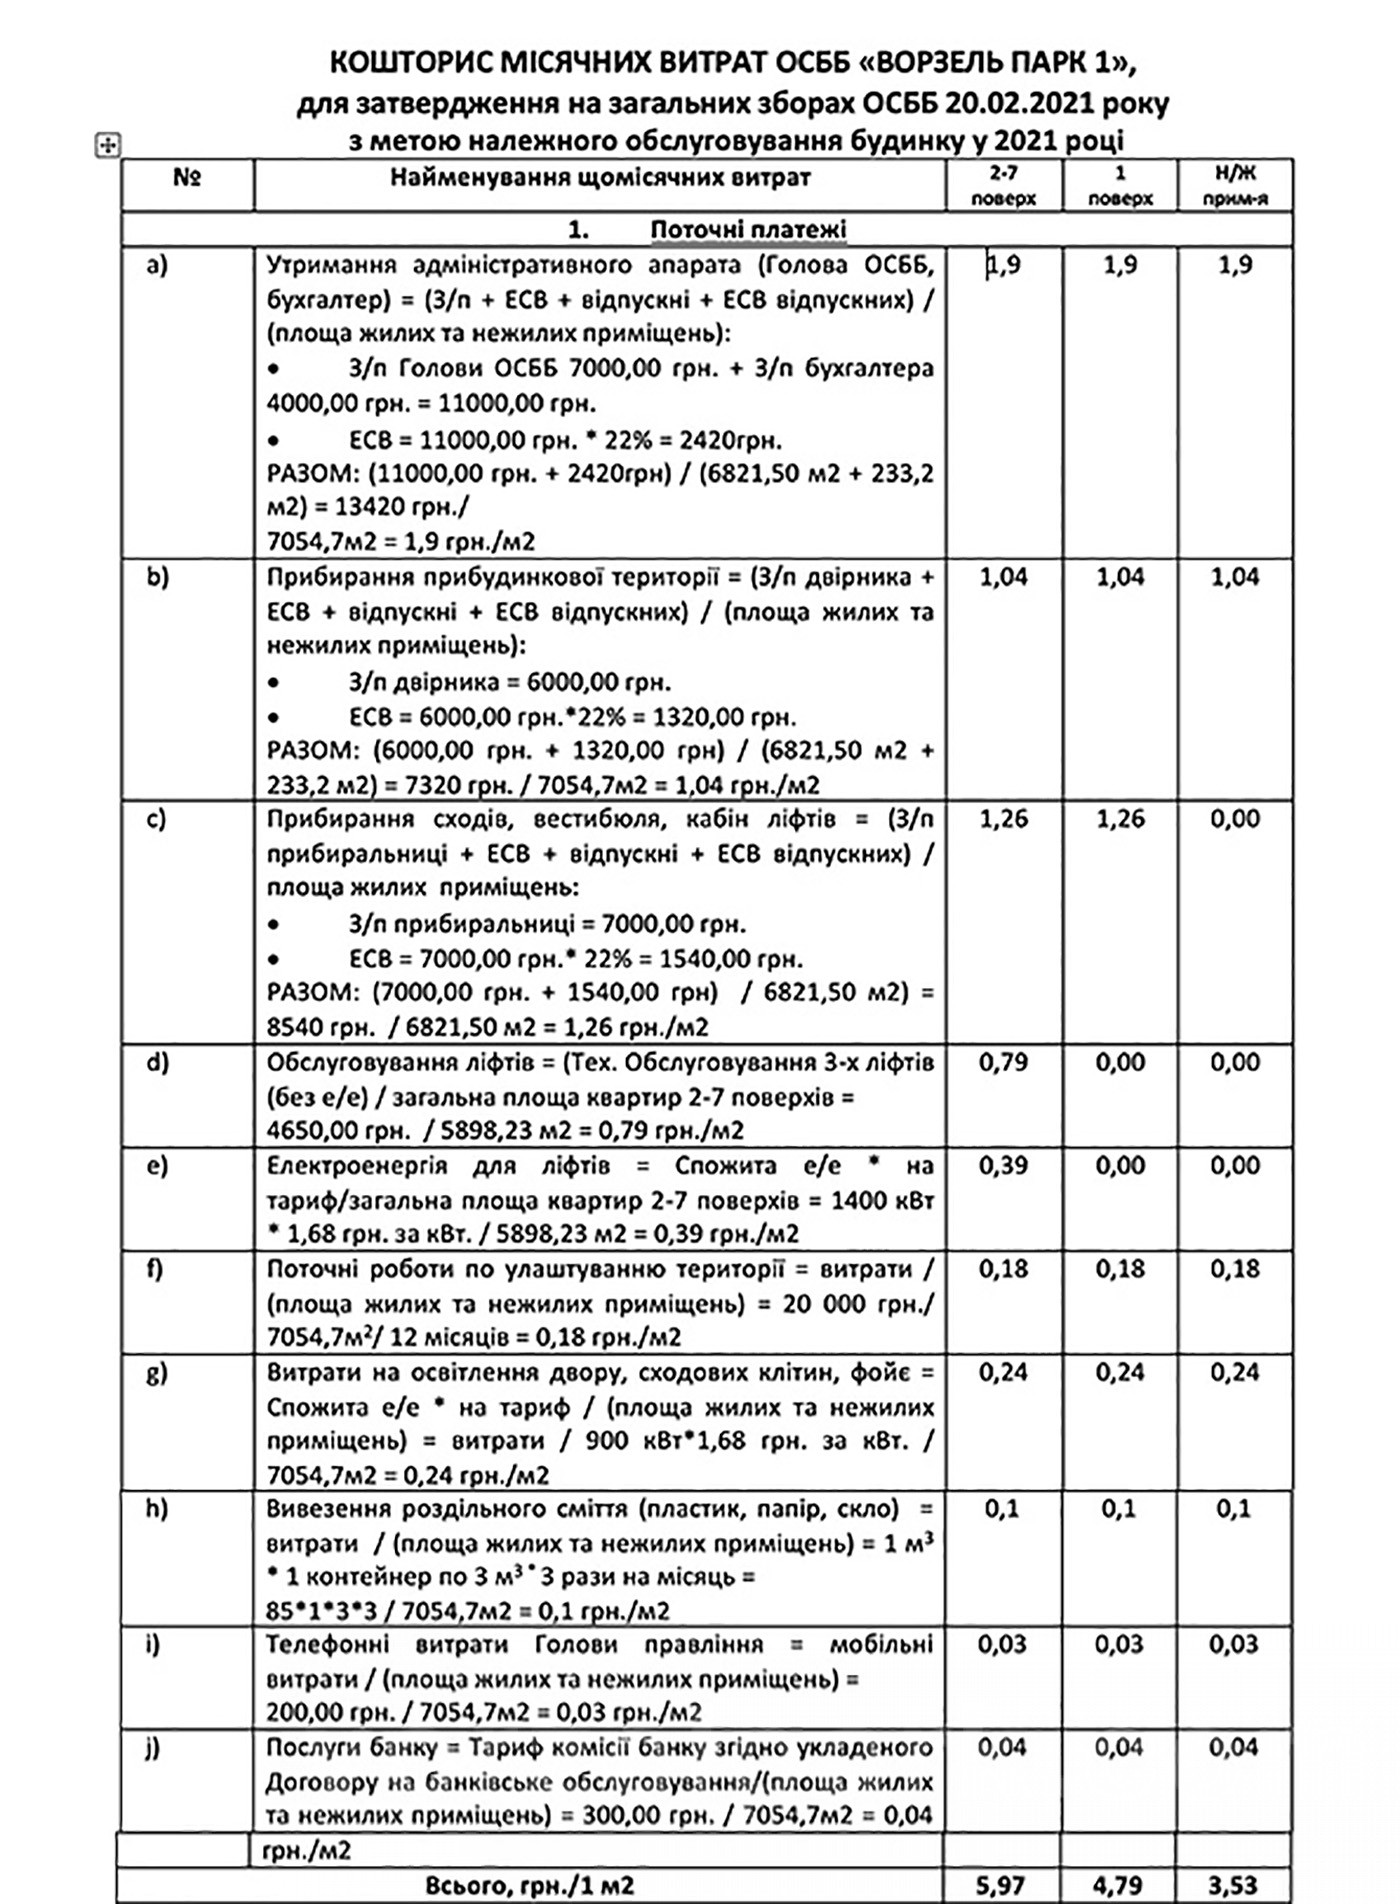 КОШТОРИС МІСЯЧНИХ ВИТРАТ ОСББ «ВОРЗЕЛЬ ПАРК 1»,
для затвердження на загальних зборах ОСББ 20.02.2021 року
з метою належного обслуговування будинку у 2021 році
№ Найменування щомісячних витрат 2-7 поверх 1 поверх Н/Ж прим-я
1. Поточні платежі
a) Утримання адміністративного апарата (Голова ОСББ, 1,9 1,9 1,9
бухгалтер) = (З/п + ЕСВ + відпускні + ЕСВ відпускних) /
(площа жилих та нежилих приміщень):
• З/п Голови ОСББ 7000,00 грн. + З/п бухгалтера
4000,00 грн. = 11000,00 грн.
• ЕСВ = 11000,00 грн. * 22% = 2420грн.
РАЗОМ: (11000,00 грн. + 2420грн) / (6821,50 м2 + 233,2
м2) = 13420 грн./
7054,7м2 = 1,9 грн./м2
b) Прибирання прибудинкової території = (З/п двірника + 1,04 1,04 1,04
ЕСВ + відпускні + ЕСВ відпускних) / (площа жилих та
нежилих приміщень):
• З/п двірника = 6000,00 грн.
• ЕСВ = 6000,00 грн.*22% = 1320,00 грн.
РАЗОМ: (6000,00 грн. + 1320,00 грн) / (6821,50 м2 +
233,2 м2) = 7320 грн. / 7054,7м2 = 1,04 грн./м2
c) Прибирання сходів, вестибюля, кабін ліфтів = (З/п 1,26 1,26 0,00
прибиральниці + ЕСВ + відпускні + ЕСВ відпускних) /
площа жилих приміщень:
• З/п прибиральниці = 7000,00 грн.
• ЕСВ = 7000,00 грн.* 22% = 1540,00 грн.
РАЗОМ: (7000,00 грн. + 1540,00 грн) / 6821,50 м2) =
8540 грн. / 6821,50 м2 = 1,26 грн./м2
d) Обслуговування ліфтів = (Тех. Обслуговування 3-х ліфтів 0,79 0,00 0,00
(без е/е) / загальна площа квартир 2-7 поверхів =
4650,00 грн. / 5898,23 м2 = 0,79 грн./м2
e) Електроенергія для ліфтів = Спожита е/е * на 0,39 0,00 0,00
тариф/загальна площа квартир 2-7 поверхів = 1400 кВт
* 1,68 грн. за кВт. / 5898,23 м2 = 0,39 грн./м2
f) Поточні роботи по улаштуванню території = витрати / 0,18 0,18 0,18
(площа жилих та нежилих приміщень) = 20 000 грн./
7054,7м²/ 12 місяців = 0,18 грн./м2
g) Витрати на освітлення двору, сходових клітин, фойє = 0,24 0,24 0,24
Спожита е/е * на тариф / (площа жилих та нежилих
приміщень) = витрати / 900 кВт*1,68 грн. за кВт. /
7054,7м2 = 0,24 грн./м2
h) Вивезення роздільного сміття (пластик, папір, скло) = 0,1 0,1 0,1
витрати / (площа жилих та нежилих приміщень) = 1 м³
* 1 контейнер по 3 м³ * 3 рази на місяць =
85*1*3*3 / 7054,7м2 = 0,1 грн./м2
i) Телефонні витрати Голови правління = мобільні 0,03 0,03 0,03
витрати / (площа жилих та нежилих приміщень) =
200,00 грн. / 7054,7м2 = 0,03 грн./м2
j) Послуги банку = Тариф комісії банку згідно укладеного 0,04 0,04 0,04
Договору на банківське обслуговування/(площа жилих
та нежилих приміщень) = 300,00 грн. / 7054,7м2 = 0,04
грн./м2
Всього, грн./1 м2 5,97 4,79 3,53